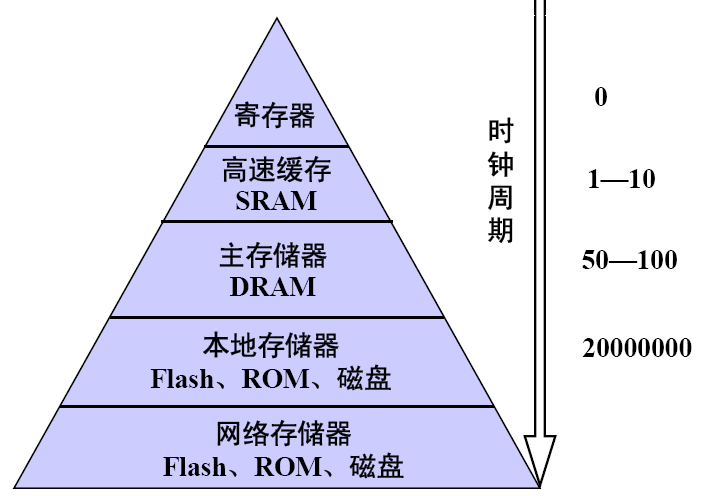 寄存器
高速缓存
SRAM
主存储器
DRAM
本地存储器
Flash、ROM、磁盘
网络存储器
Flash、ROM、磁盘
时
钟
周
期
0
1—10
50—100
20000000